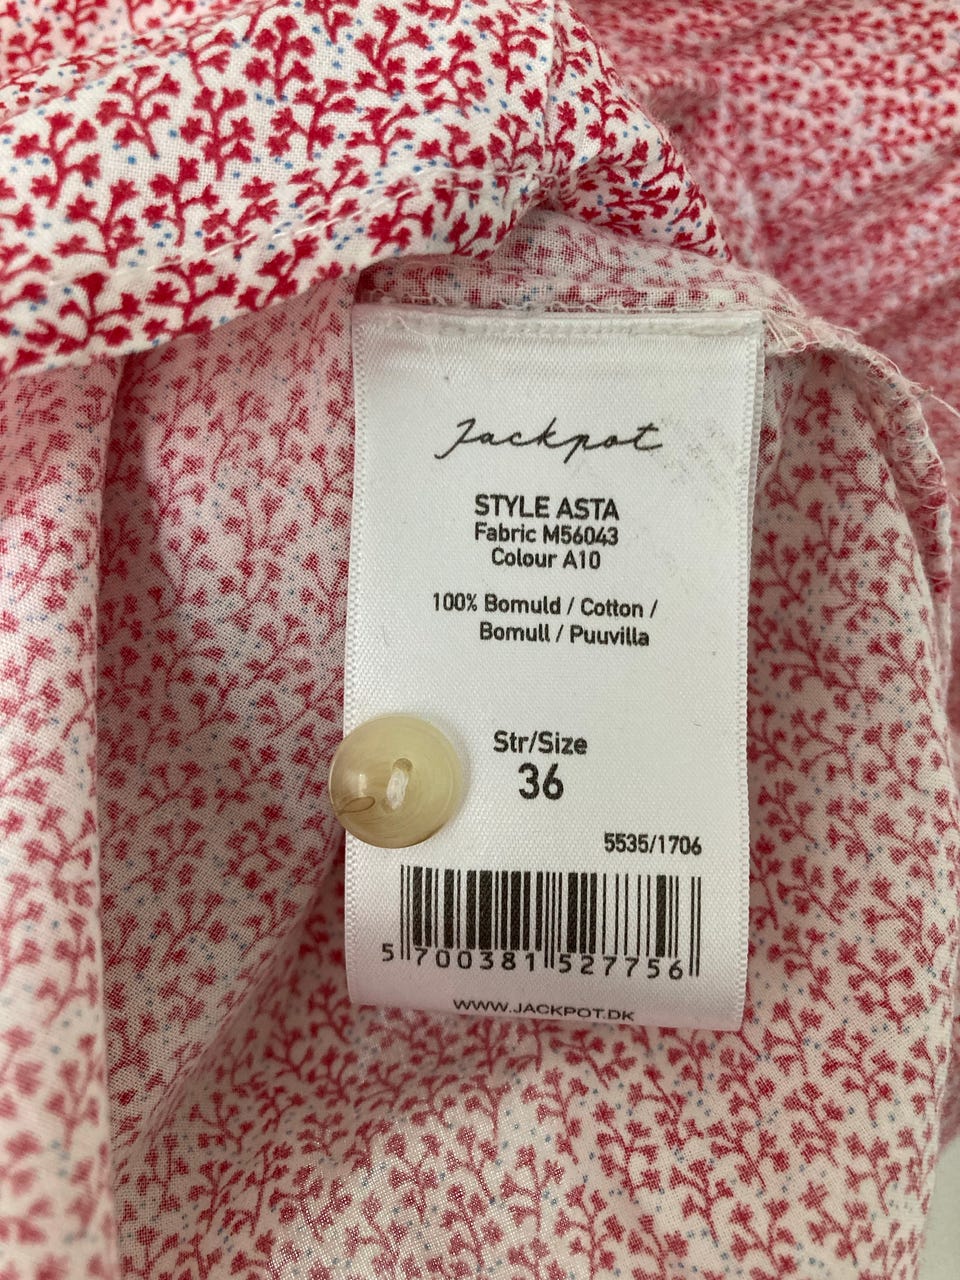 Jackpot
STYLE ASTA
Fabric M56043
Colour A10
100% Bomuld / Cotton /
Bomull / Puuvilla
Str/Size
36
5535/1706
5 700381 527756
WWW.JACKPOT.DK